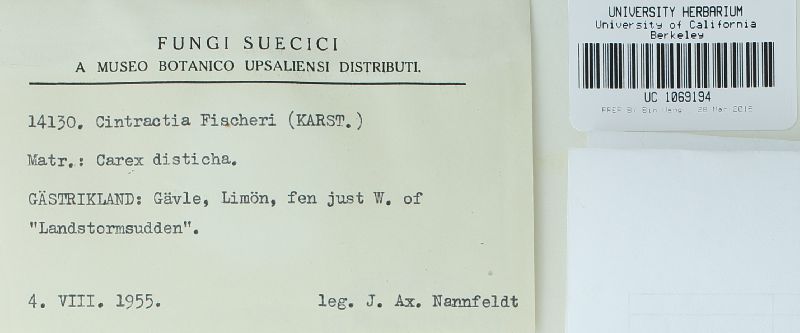 FUNGI SUECICI
A MUSEO BOTANICO UPSALIENSI DISTRIBUTI.
14130. Cintractia Fischeri (KARST.)
Matr.: Carex disticha.
GÄSTRIKLAND: Gävle, Limön, fen just W. of
"Landstormsudden".
4. VIII. 1955. leg. J. Ax. Nannfeldt
UNIVERSITY HERBARIUM
University of California
Berkeley
UC 1069194